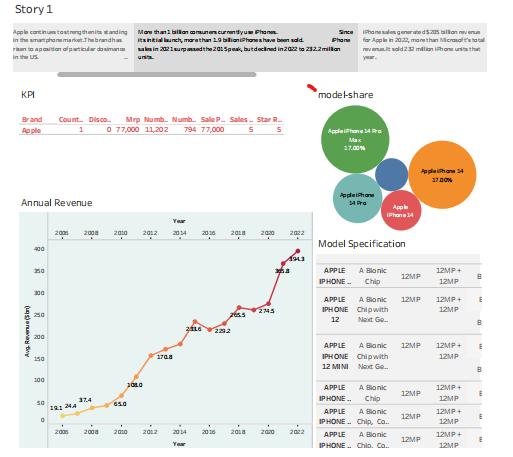 Story 1
Apple continues to strengthen its standing
in the smartphone market. The brand has
risen to a position of particular dominance
in the US.
...
More than 1 billion consumers currently use iPhones. Since
its initial launch, more than 1.9 billion iPhones have been sold. iPhone
sales in 2021 surpassed the 2015 peak, but declined in 2022 to 232.2 million
units.
iPhone sales generated $205 billion revenue
for Apple in 2022, more than Microsoft's total
revenue. It sold 232 million iPhone units that
year.
KPI
Brand Count.. Disco.. Mrp Numb.. Numb.. Sale P.. Sales .. Star R..
Apple 1 0 77,000 11,202 794 77,000 5 5
model-share
Apple iPhone 14 Pro
Max
17.00%
Apple iPhone 14
17.00%
Apple iPhone
14 Pro
Apple
iPhone 14
Annual Revenue
Year
2006 2008 2010 2012 2014 2016 2018 2020 2022
Avg. Revenue ($bn)
400
350
300
250
200
150
100
50
0
394.3
365.8
274.5
265.5
229.2
170.8
108.0
65.0
37.4
24.4
19.1
2006 2008 2010 2012 2014 2016 2018 2020 2022
Year
Model Specification
APPLE
IPHONE ..
A Bionic
Chip
12MP
12MP +
12MP
B
APPLE
IPHONE
12
A Bionic
Chip with
Next Ge..
12MP
12MP +
12MP
B
APPLE
IPHONE
12 MINI
A Bionic
Chip with
Next Ge..
12MP
12MP +
12MP
B
APPLE
IPHONE ..
A Bionic
Chip
12MP
12MP +
12MP
APPLE
IPHONE ..
A Bionic
Chip, Co..
12MP
12MP +
12MP
APPLE
IPHONE ..
A Bionic
Chip, Co..
12MP
12MP +
12MP